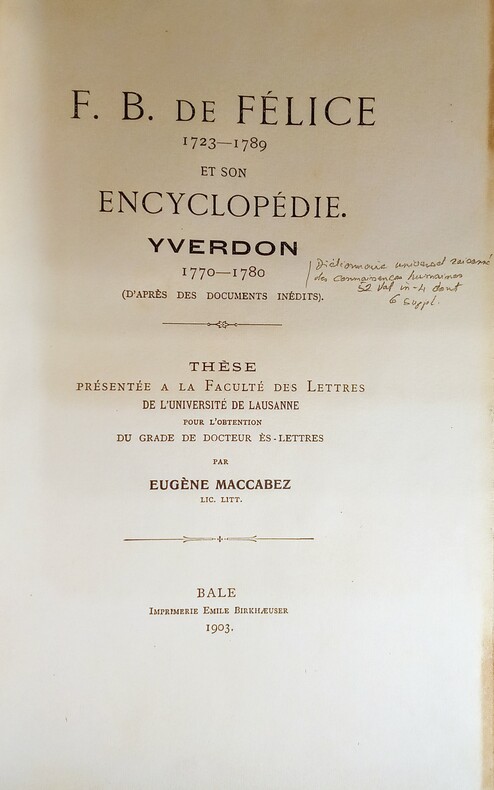 F. B. DE FÉLICE
1723—1789
ET SON
ENCYCLOPÉDIE.
YVERDON
1770—1780
(D'APRÈS DES DOCUMENTS INÉDITS).
Dictionnaire universel raisonné
des connaissances humaines
52 Vol in-4 dont
6 suppl.
THÈSE
PRÉSENTÉE A LA FACULTÉ DES LETTRES
DE L'UNIVERSITÉ DE LAUSANNE
POUR L'OBTENTION
DU GRADE DE DOCTEUR ÈS-LETTRES
PAR
EUGÈNE MACCABEZ
LIC. LITT.
BALE
IMPRIMERIE EMILE BIRKHÆUSER
1903.